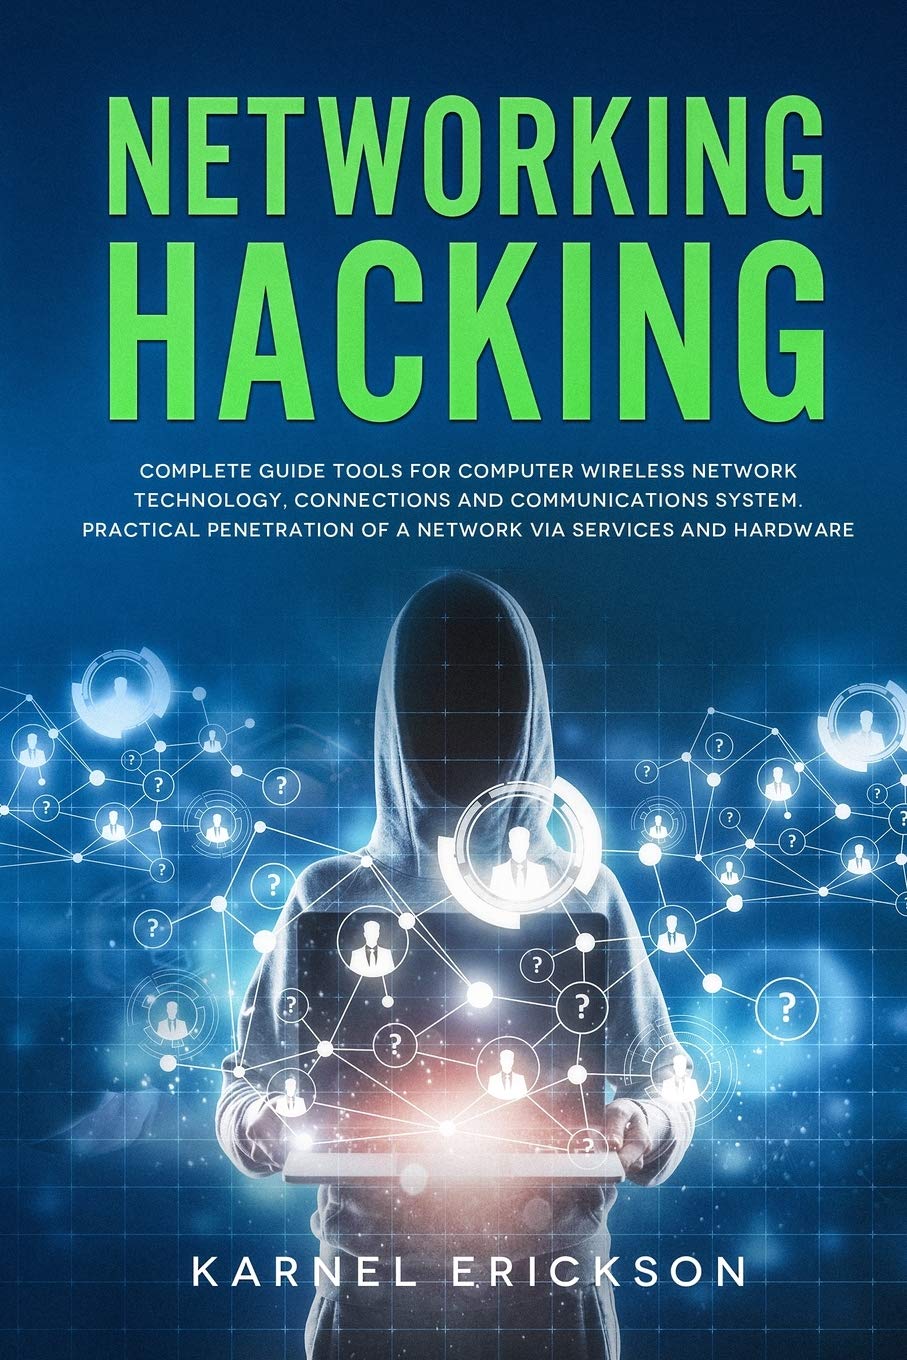 NETWORKING
HACKING
COMPLETE GUIDE TOOLS FOR COMPUTER WIRELESS NETWORK
TECHNOLOGY, CONNECTIONS AND COMMUNICATIONS SYSTEM.
PRACTICAL PENETRATION OF A NETWORK VIA SERVICES AND HARDWARE
KARNEL ERICKSON